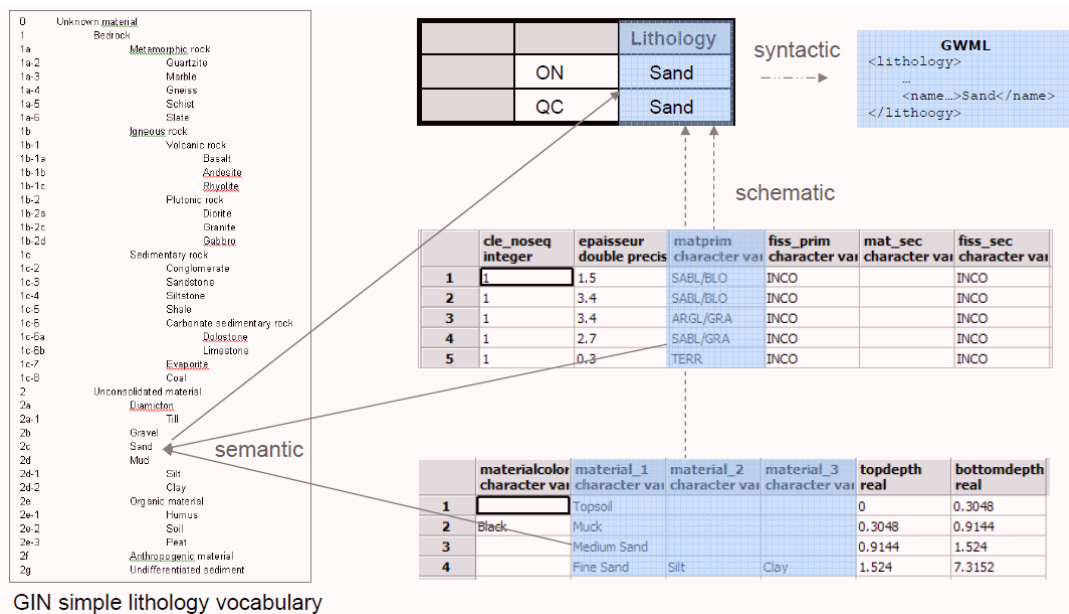 0 Unknown material
1 Bedrock
1a Metamorphic rock
1a-2 Quartzite
1a-3 Marble
1a-4 Gneiss
1a-5 Schist
1a-6 Slate
1b Igneous rock
1b-1 Volcanic rock
1b-1a Basalt
1b-1b Andesite
1b-1c Rhyolite
1b-2 Plutonic rock
1b-2a Diorite
1b-2c Granite
1b-2d Gabbro
1c Sedimentary rock
1c-2 Conglomerate
1c-3 Sandstone
1c-4 Siltstone
1c-5 Shale
1c-6 Carbonate sedimentary rock
1c-6a Dolostone
1c-6b Limestone
1c-7 Evaporite
1c-8 Coal
2 Unconsolidated material
2a Diamicton
2a-1 Till
2b Gravel
2c Sand
2d Mud
2d-1 Silt
2d-2 Clay
2e Organic material
2e-1 Humus
2e-2 Soil
2e-3 Peat
2f Anthropogenic material
2g Undifferentiated sediment
GIN simple lithology vocabulary
semantic
Lithology
ON Sand
QC Sand
syntactic
GWML
<lithology>
…
<name…>Sand</name>
</lithoogy>
schematic
cle_noseq epaisseur matprim fiss_prim mat_sec fiss_sec
integer double precis character var character var character var character var
1 1 1.5 SABL/BLO INCO INCO
2 1 3.4 SABL/BLO INCO INCO
3 1 3.4 ARGL/GRA INCO INCO
4 1 2.7 SABL/GRA INCO INCO
5 1 0.3 TERR INCO INCO
materialcolor material_1 material_2 material_3 topdepth bottomdepth
character var character var character var character var real real
1 Topsoil 0 0.3048
2 Black Muck 0.3048 0.9144
3 Medium Sand 0.9144 1.524
4 Fine Sand Silt Clay 1.524 7.3152